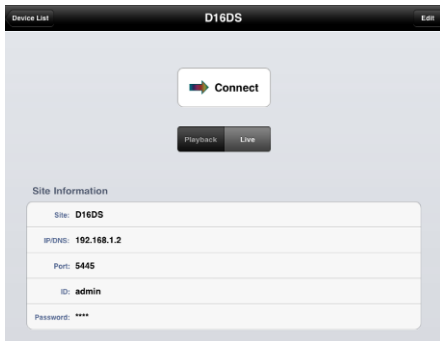 Device List D16DS Edit
Connect
Playback Live
Site Information
Site: D16DS
IP/DNS: 192.168.1.2
Port: 5445
ID: admin
Password: ****